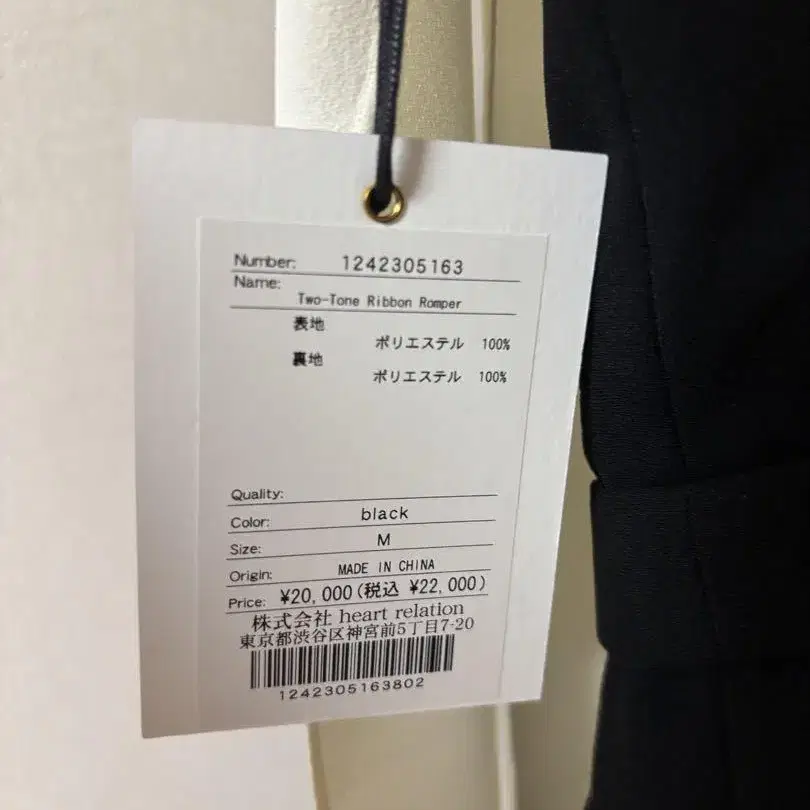 Number: 1242305163
Name:
Two-Tone Ribbon Romper
表地
ポリエステル 100%
裏地
ポリエステル 100%
Quality:
Color: black
Size: M
Origin: MADE IN CHINA
Price: ¥20,000(税込 ¥22,000)
株式会社 heart relation
東京都渋谷区神宮前5丁目7-20
1242305163802